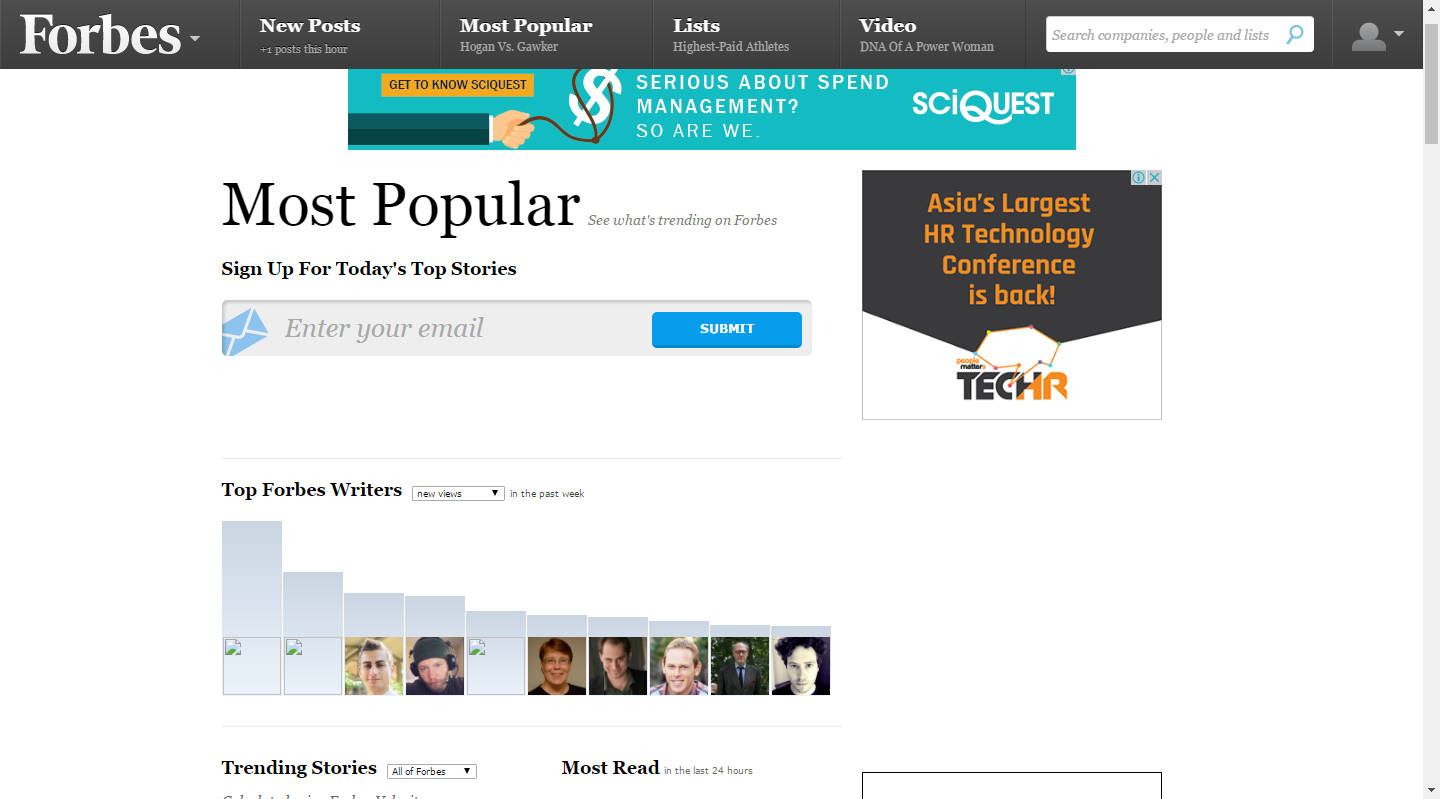 Forbes
New Posts
+1 posts this hour
Most Popular
Hogan Vs. Gawker
Lists
Highest-Paid Athletes
Video
DNA Of A Power Woman
Search companies, people and lists
GET TO KNOW SCIQUEST
SERIOUS ABOUT SPEND
MANAGEMENT?
SO ARE WE.
SCIQUEST
Most Popular See what's trending on Forbes
Sign Up For Today's Top Stories
Enter your email
SUBMIT
Asia's Largest
HR Technology
Conference
is back!
people
matters
TECHR
Top Forbes Writers new views in the past week
Trending Stories All of Forbes
Most Read in the last 24 hours